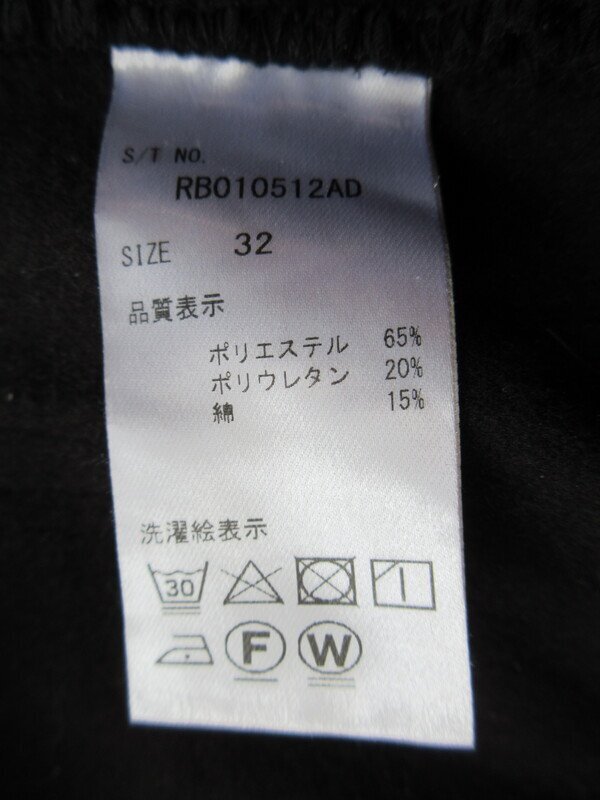 S/T NO.
RB010512AD
SIZE 32
品質表示
ポリエステル 65%
ポリウレタン 20%
綿 15%
洗濯絵表示
30
F W